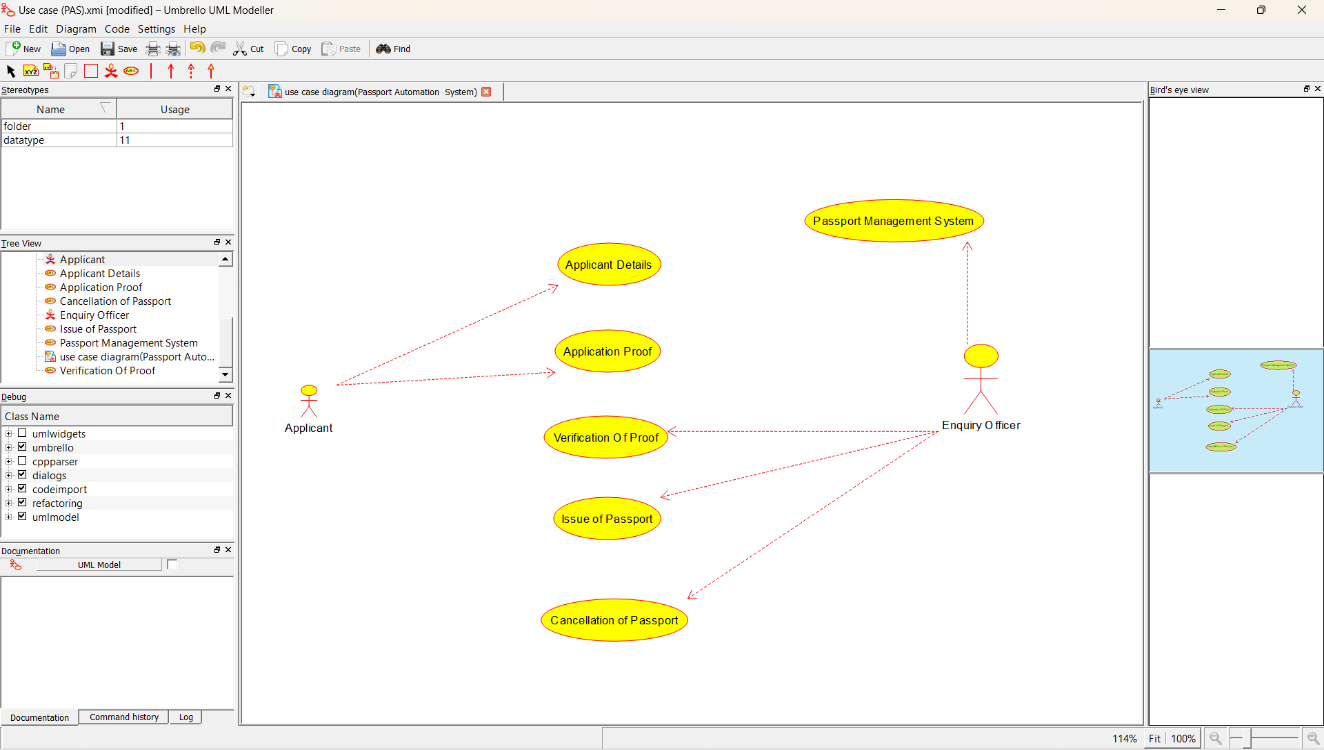 Use case (PAS).xmi [modified] – Umbrello UML Modeller
File Edit Diagram Code Settings Help
New Open Save Cut Copy Paste Find
XYZ
ABC
Stereotypes
Name Usage
folder 1
datatype 11
Tree View
Applicant
Applicant Details
Application Proof
Cancellation of Passport
Enquiry Officer
Issue of Passport
Passport Management System
use case diagram(Passport Auto...
Verification Of Proof
Debug
Class Name
umlwidgets
umbrello
cppparser
dialogs
codeimport
refactoring
umlmodel
Documentation
UML Model
Documentation Command history Log
use case diagram(Passport Automation System)
Passport Management System
Applicant Details
Application Proof
Applicant
Verification Of Proof
Enquiry Officer
Issue of Passport
Cancellation of Passport
Bird's eye view
114% Fit 100%